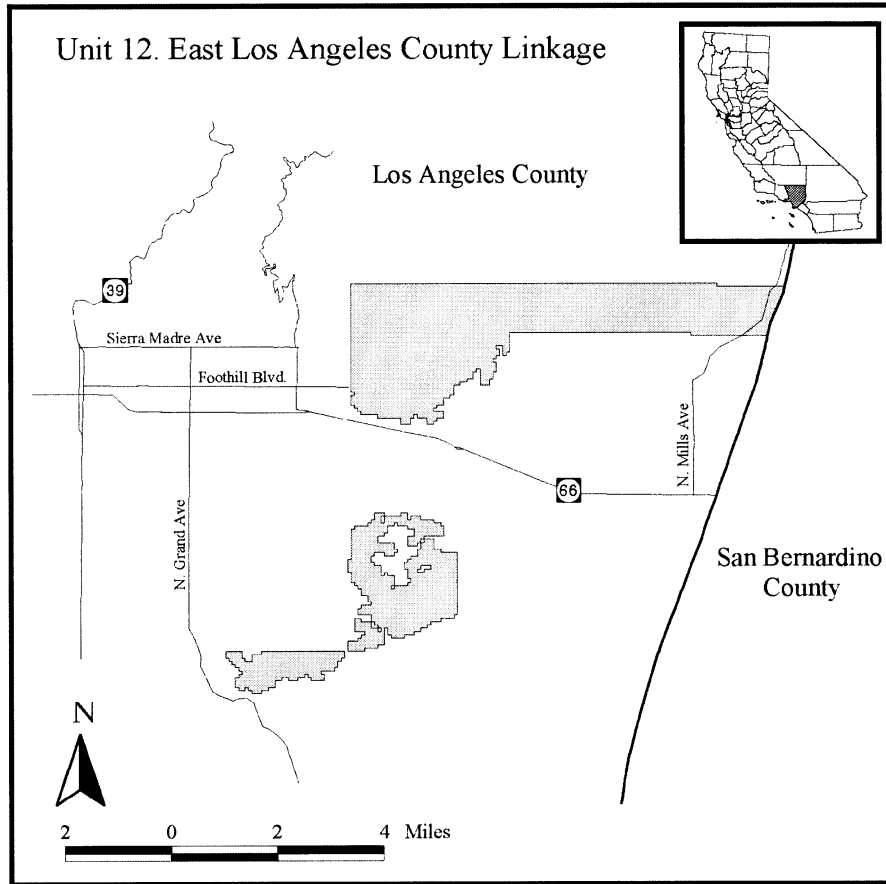 Unit 12. East Los Angeles County Linkage
Los Angeles County
39
Sierra Madre Ave
Foothill Blvd.
N. Mills Ave
66
N. Grand Ave
San Bernardino
County
N
2 0 2 4 Miles